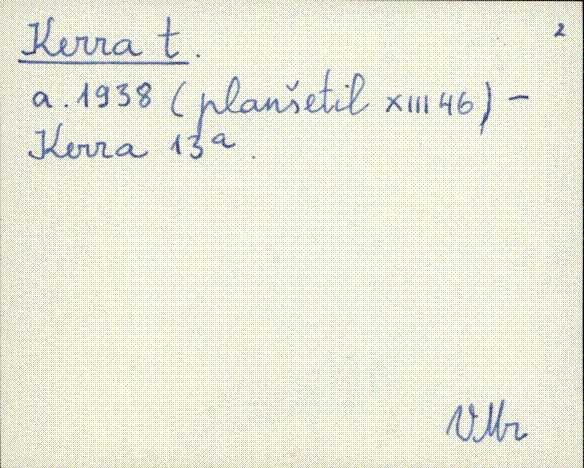 Kerra t.
2
a. 1938 (planšetil XIII 46) –
Kerra 13ª.
VMr